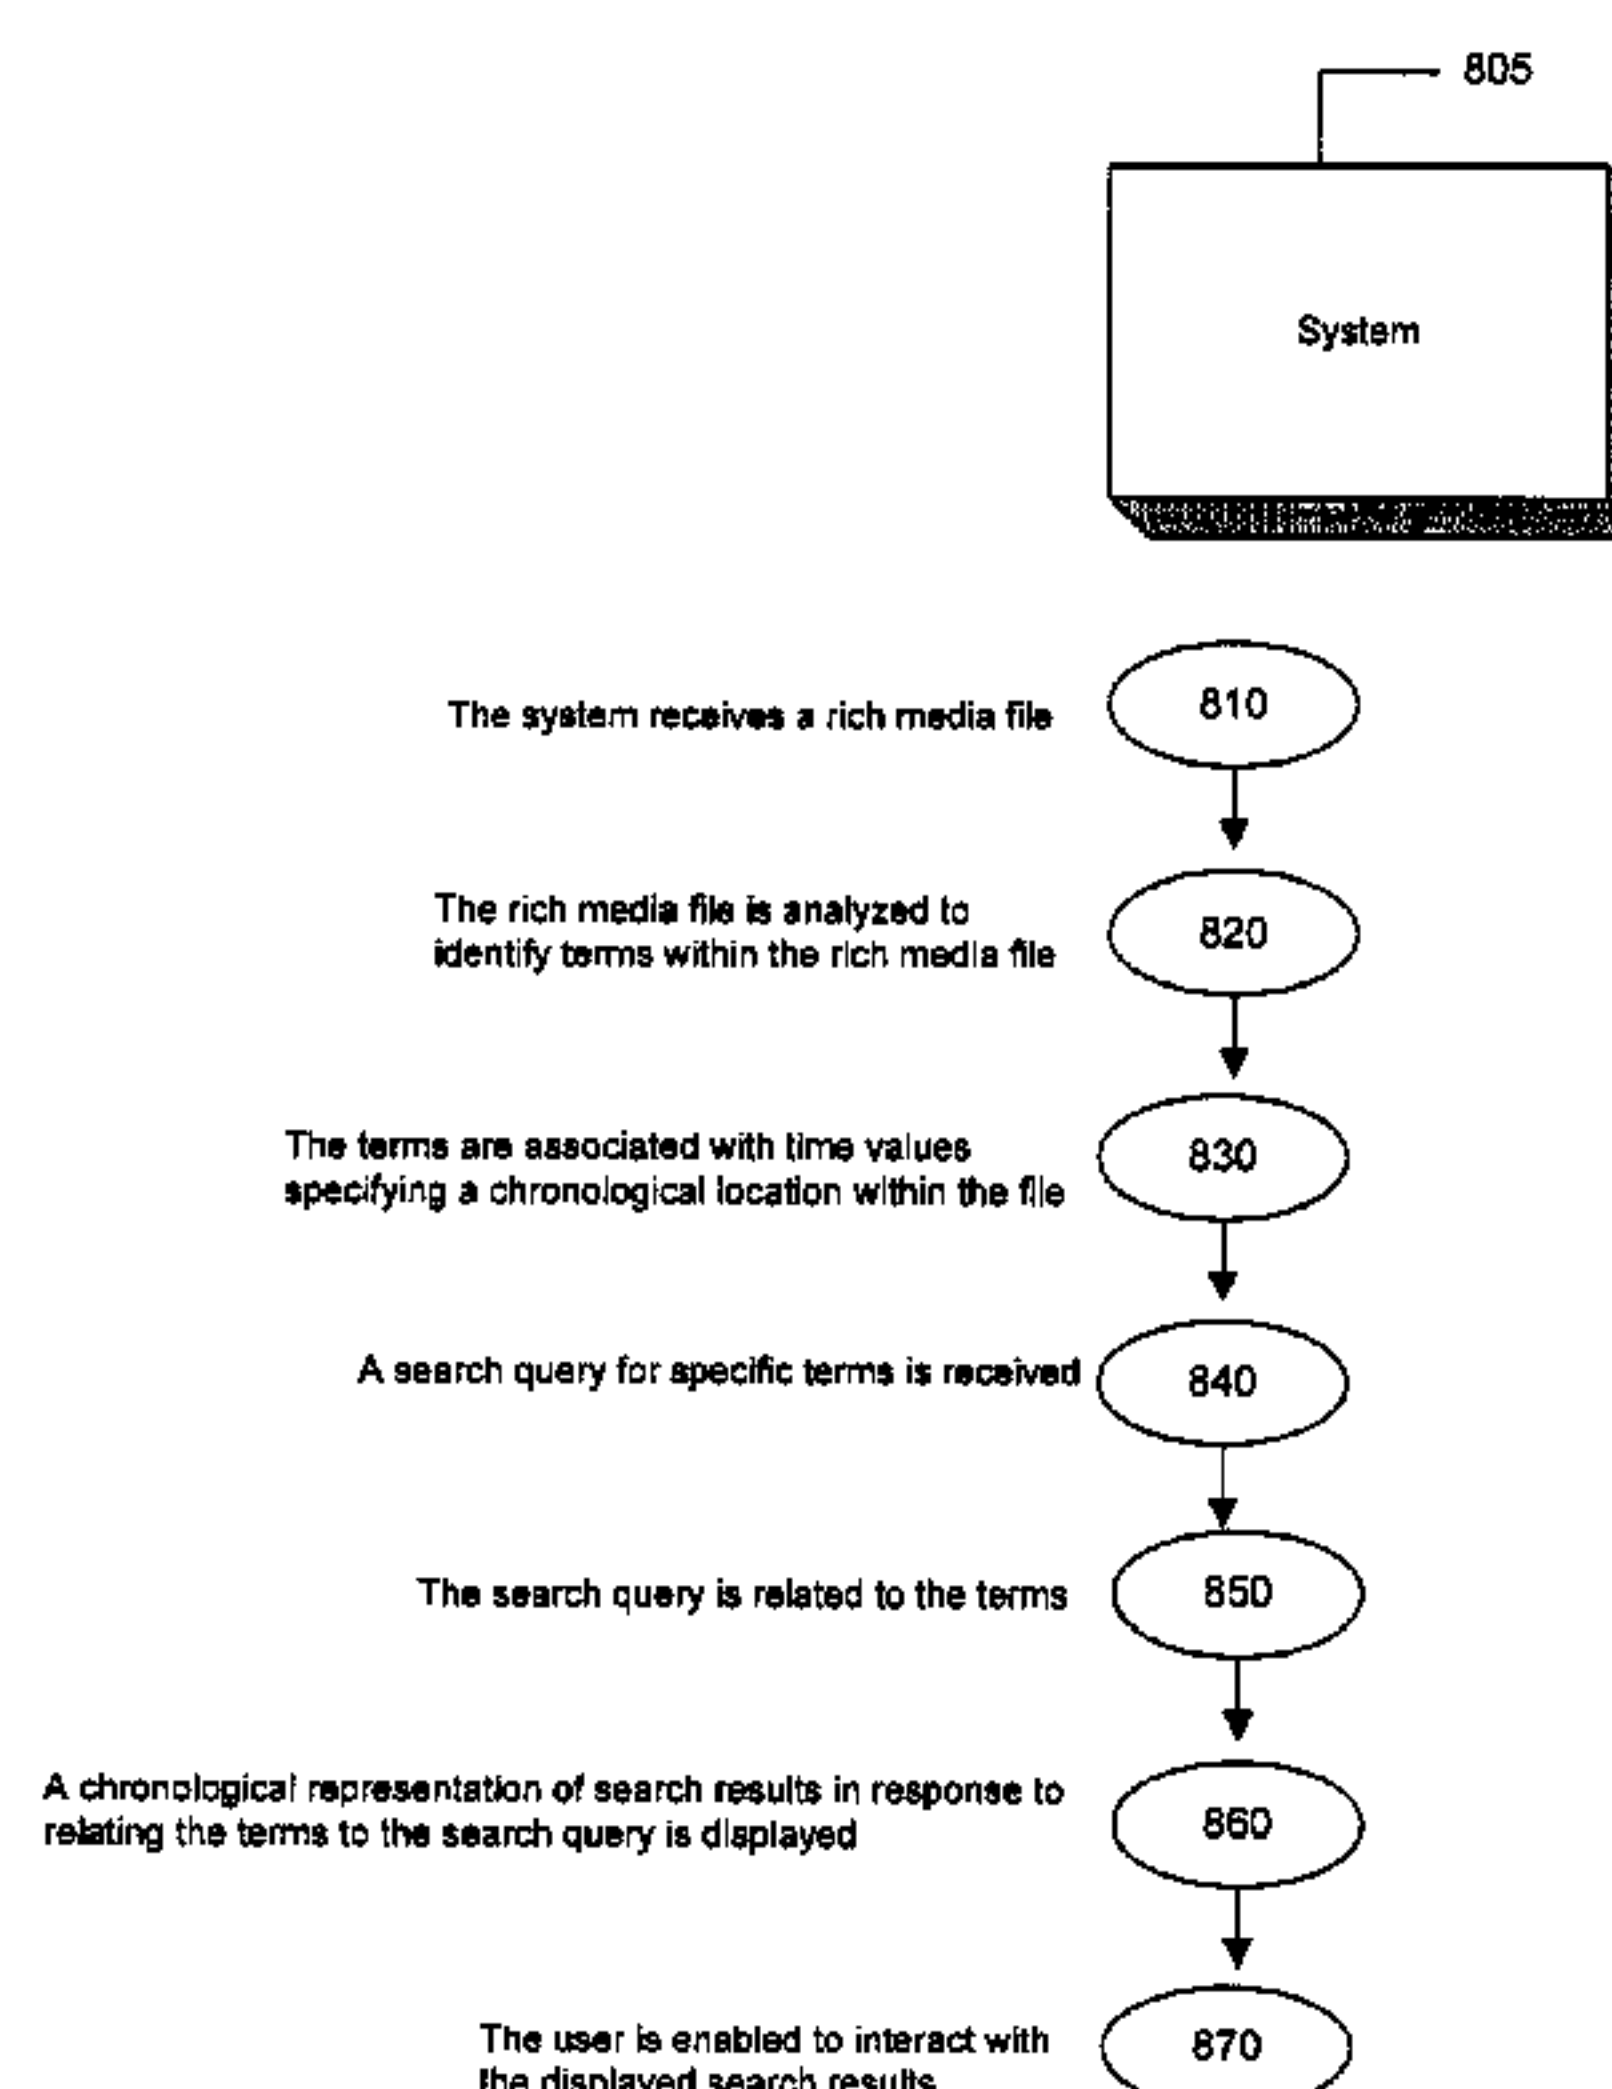 805
System
The system receives a rich media file
810
The rich media file is analyzed to
identify terms within the rich media file
820
The terms are associated with time values
specifying a chronological location within the file
830
A search query for specific terms is received
840
The search query is related to the terms
850
A chronological representation of search results in response to
relating the terms to the search query is displayed
860
The user is enabled to interact with
the displayed search results
870